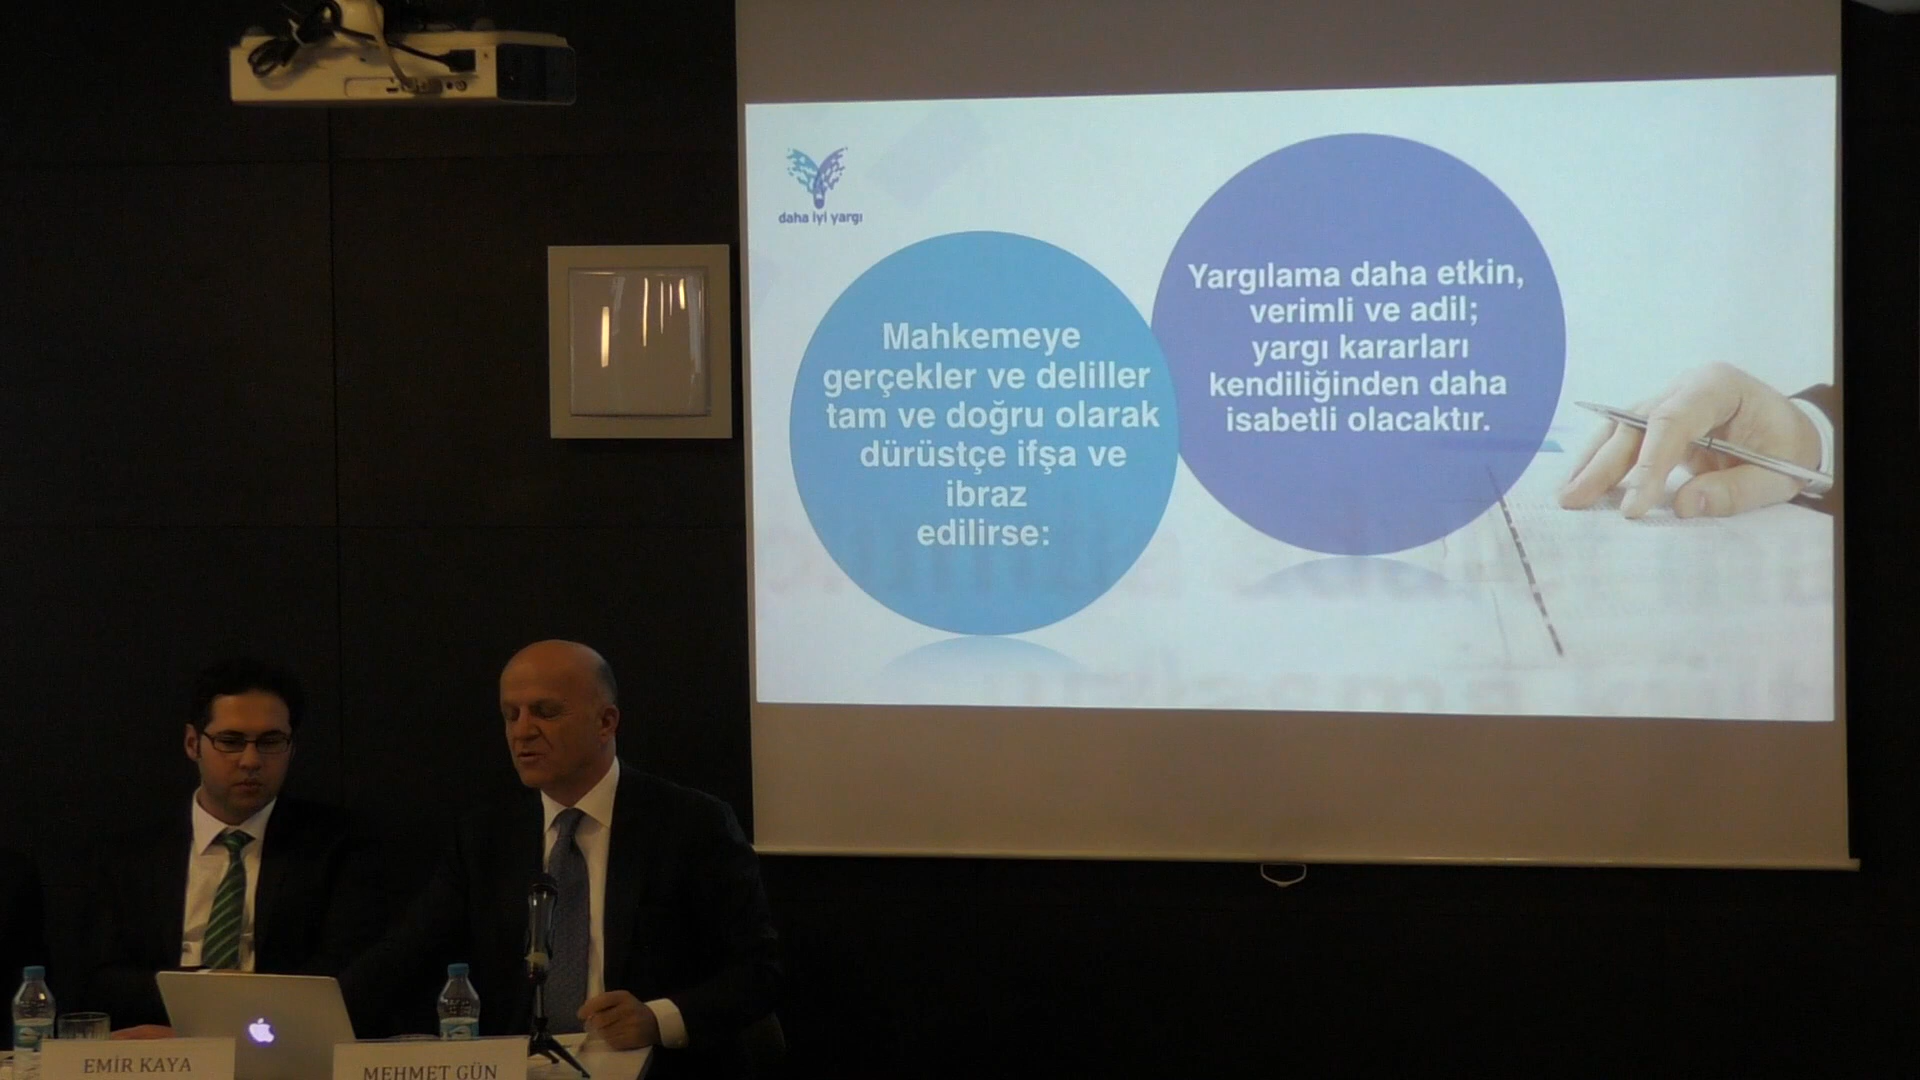 daha iyi yargı
Mahkemeye
gerçekler ve deliller
tam ve doğru olarak
dürüstçe ifşa ve
ibraz
edilirse:
Yargılama daha etkin,
verimli ve adil;
yargı kararları
kendiliğinden daha
isabetli olacaktır.
EMİR KAYA
MEHMET GÜN